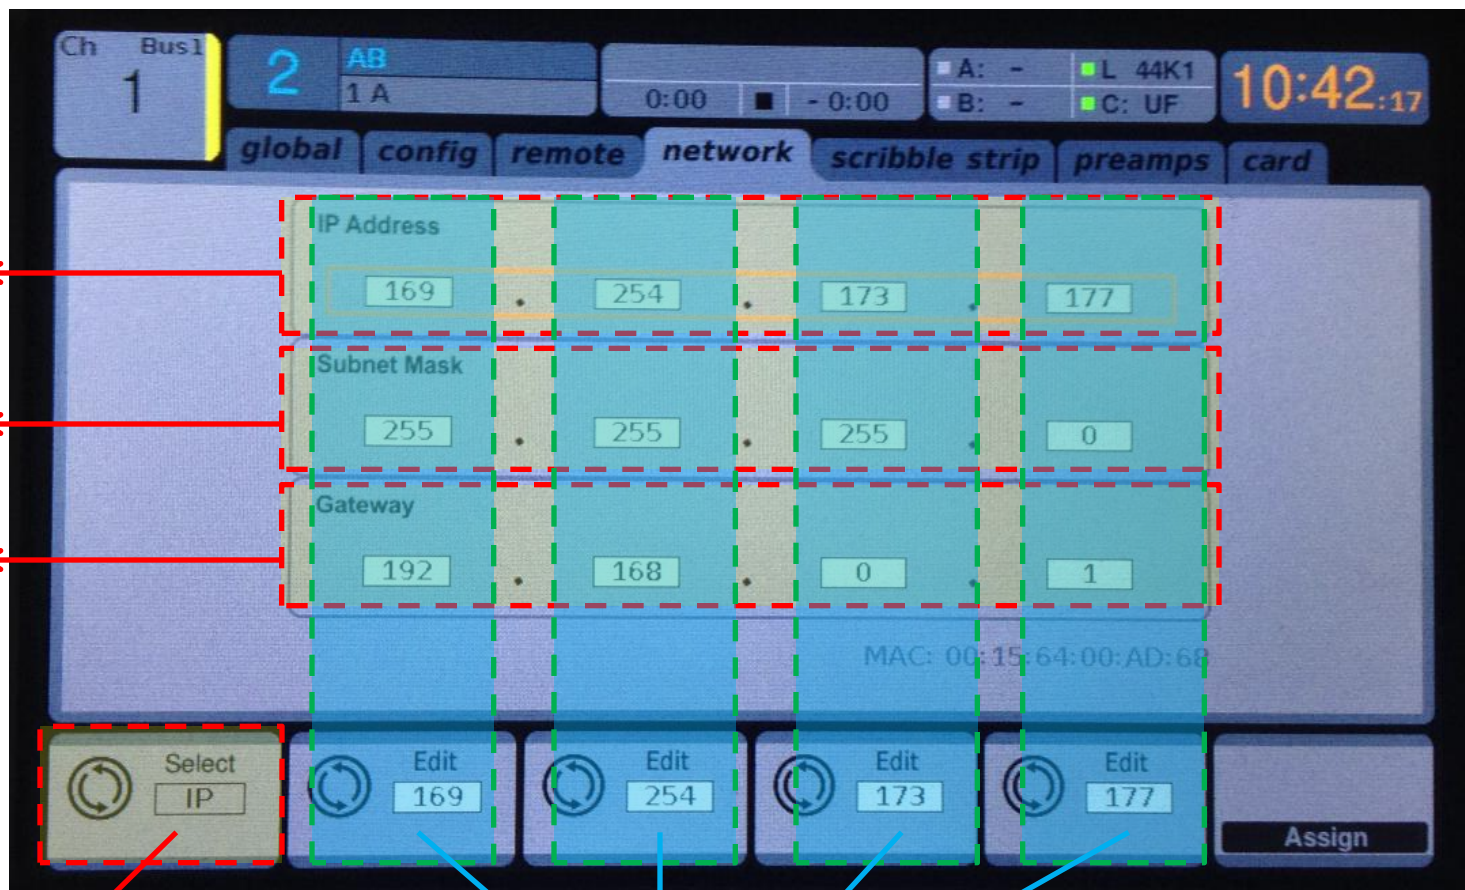 Ch Bus1
1
2 AB
1 A
0:00 - 0:00
A: - L 44K1
B: - C: UF
10:42:17
global config remote network scribble strip preamps card
IP Address
169 . 254 . 173 . 177
Subnet Mask
255 . 255 . 255 . 0
Gateway
192 . 168 . 0 . 1
MAC: 00:15:64:00:AD:68
Select
IP
Edit
169
Edit
254
Edit
173
Edit
177
Assign